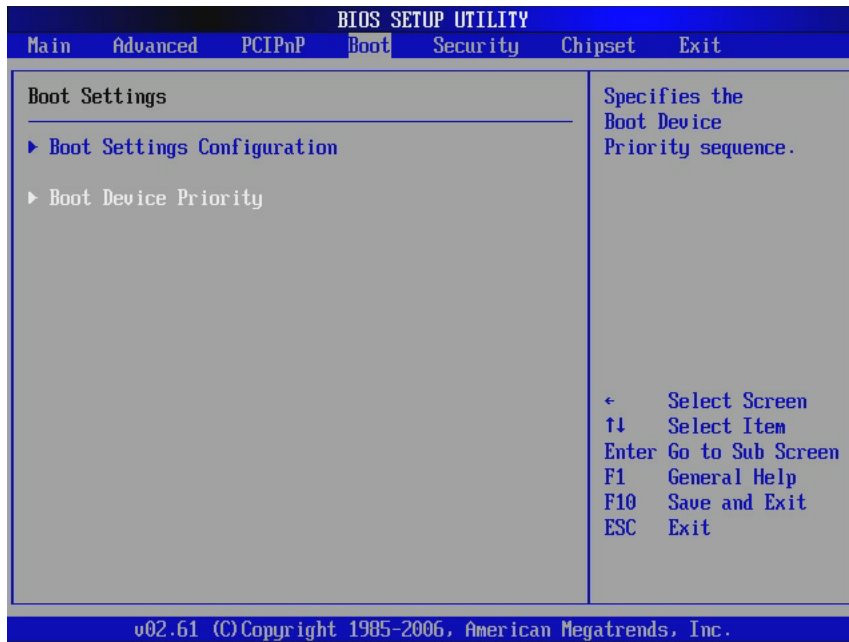 BIOS SETUP UTILITY
Main Advanced PCIPnP Boot Security Chipset Exit
Boot Settings
▶ Boot Settings Configuration
▶ Boot Device Priority
Specifies the
Boot Device
Priority sequence.
← Select Screen
↑↓ Select Item
Enter Go to Sub Screen
F1 General Help
F10 Save and Exit
ESC Exit
v02.61 (C)Copyright 1985-2006, American Megatrends, Inc.